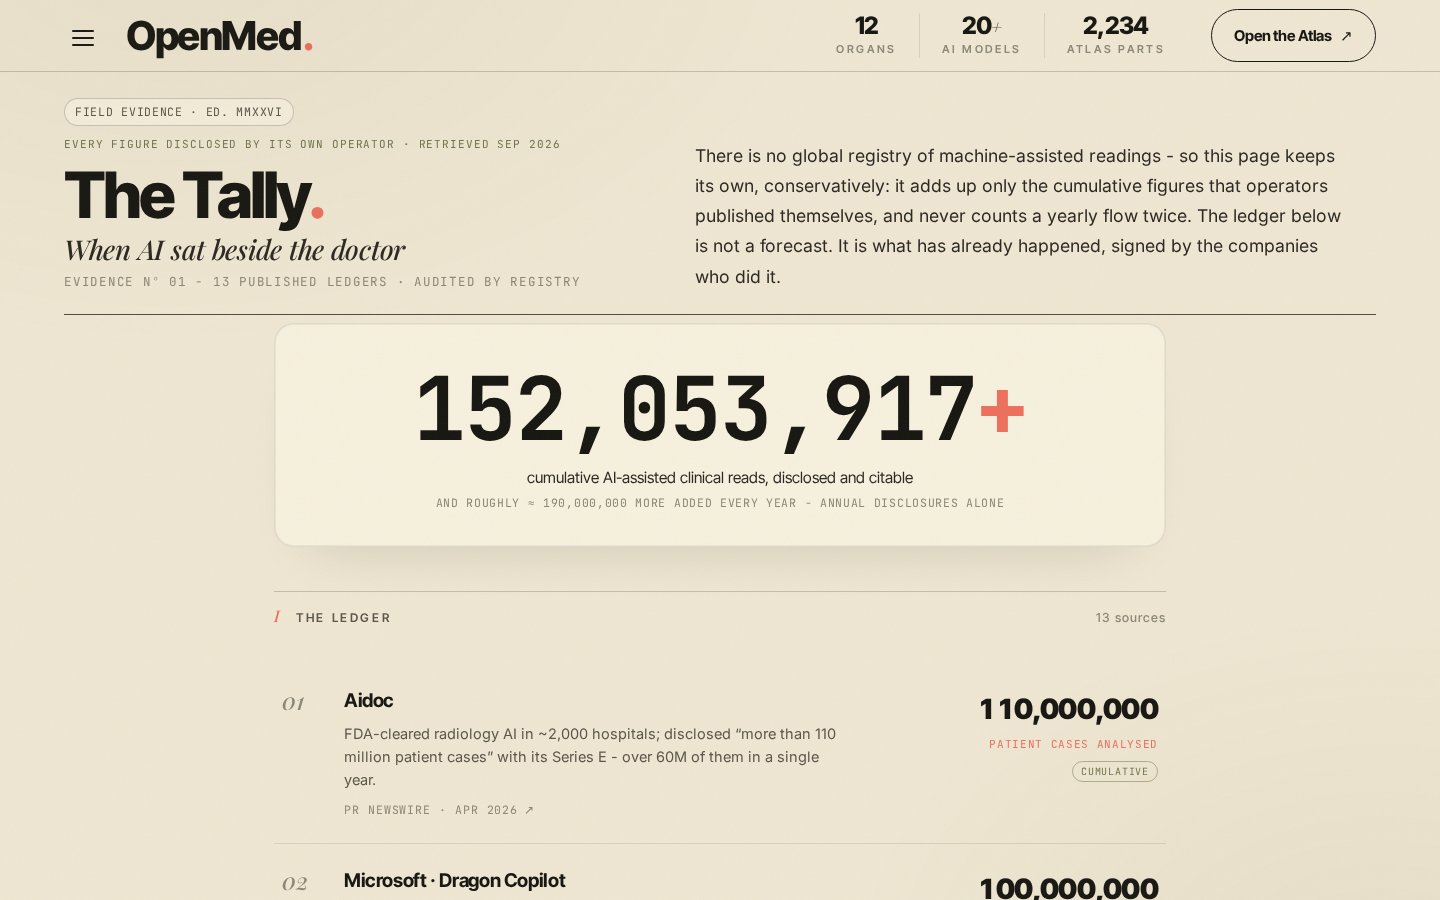 OpenMed.
12
ORGANS
20+
AI MODELS
2,234
ATLAS PARTS
Open the Atlas ↗
FIELD EVIDENCE · ED. MMXXVI
EVERY FIGURE DISCLOSED BY ITS OWN OPERATOR · RETRIEVED SEP 2026
The Tally.
When AI sat beside the doctor
EVIDENCE N° 01 - 13 PUBLISHED LEDGERS · AUDITED BY REGISTRY
There is no global registry of machine-assisted readings - so this page keeps
its own, conservatively: it adds up only the cumulative figures that operators
published themselves, and never counts a yearly flow twice. The ledger below
is not a forecast. It is what has already happened, signed by the companies
who did it.
152,053,917+
cumulative AI-assisted clinical reads, disclosed and citable
AND ROUGHLY ≈ 190,000,000 MORE ADDED EVERY YEAR - ANNUAL DISCLOSURES ALONE
I THE LEDGER
13 sources
01
Aidoc
FDA-cleared radiology AI in ~2,000 hospitals; disclosed “more than 110
million patient cases” with its Series E - over 60M of them in a single
year.
PR NEWSWIRE · APR 2026 ↗
110,000,000
PATIENT CASES ANALYSED
CUMULATIVE
02
Microsoft · Dragon Copilot
100,000,000